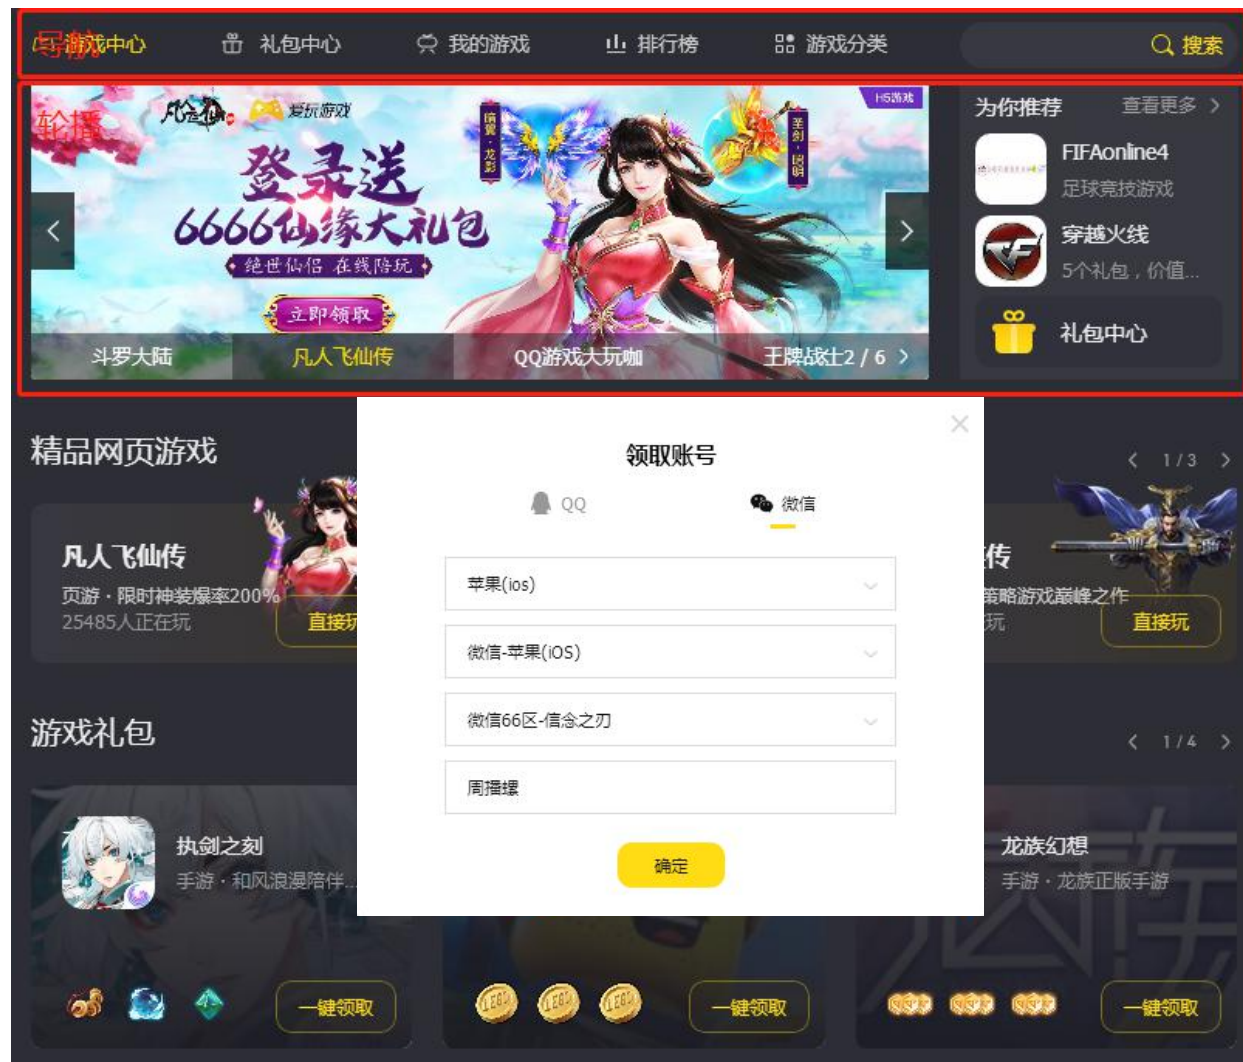 导航
游戏中心
礼包中心
我的游戏
排行榜
游戏分类
搜索
轮播
凡人飞仙传
爱玩游戏
H5游戏
登录送
6666仙缘大礼包
绝世仙侣 在线陪玩
立即领取
圣剑·聪明
斗罗大陆
凡人飞仙传
QQ游戏大玩咖
王牌战士2 / 6
为你推荐
查看更多
FIFAonline4
足球竞技游戏
穿越火线
5个礼包，价值...
礼包中心
精品网页游戏
1 / 3
凡人飞仙传
页游·限时神装爆率200%
25485人正在玩
直接玩
传
策略游戏巅峰之作
玩
直接玩
领取账号
QQ
微信
苹果(ios)
微信-苹果(iOS)
微信66区-信念之刃
周播螺
确定
游戏礼包
1 / 4
执剑之刻
手游·和风浪漫陪伴...
一键领取
一键领取
龙族幻想
手游·龙族正版手游
一键领取